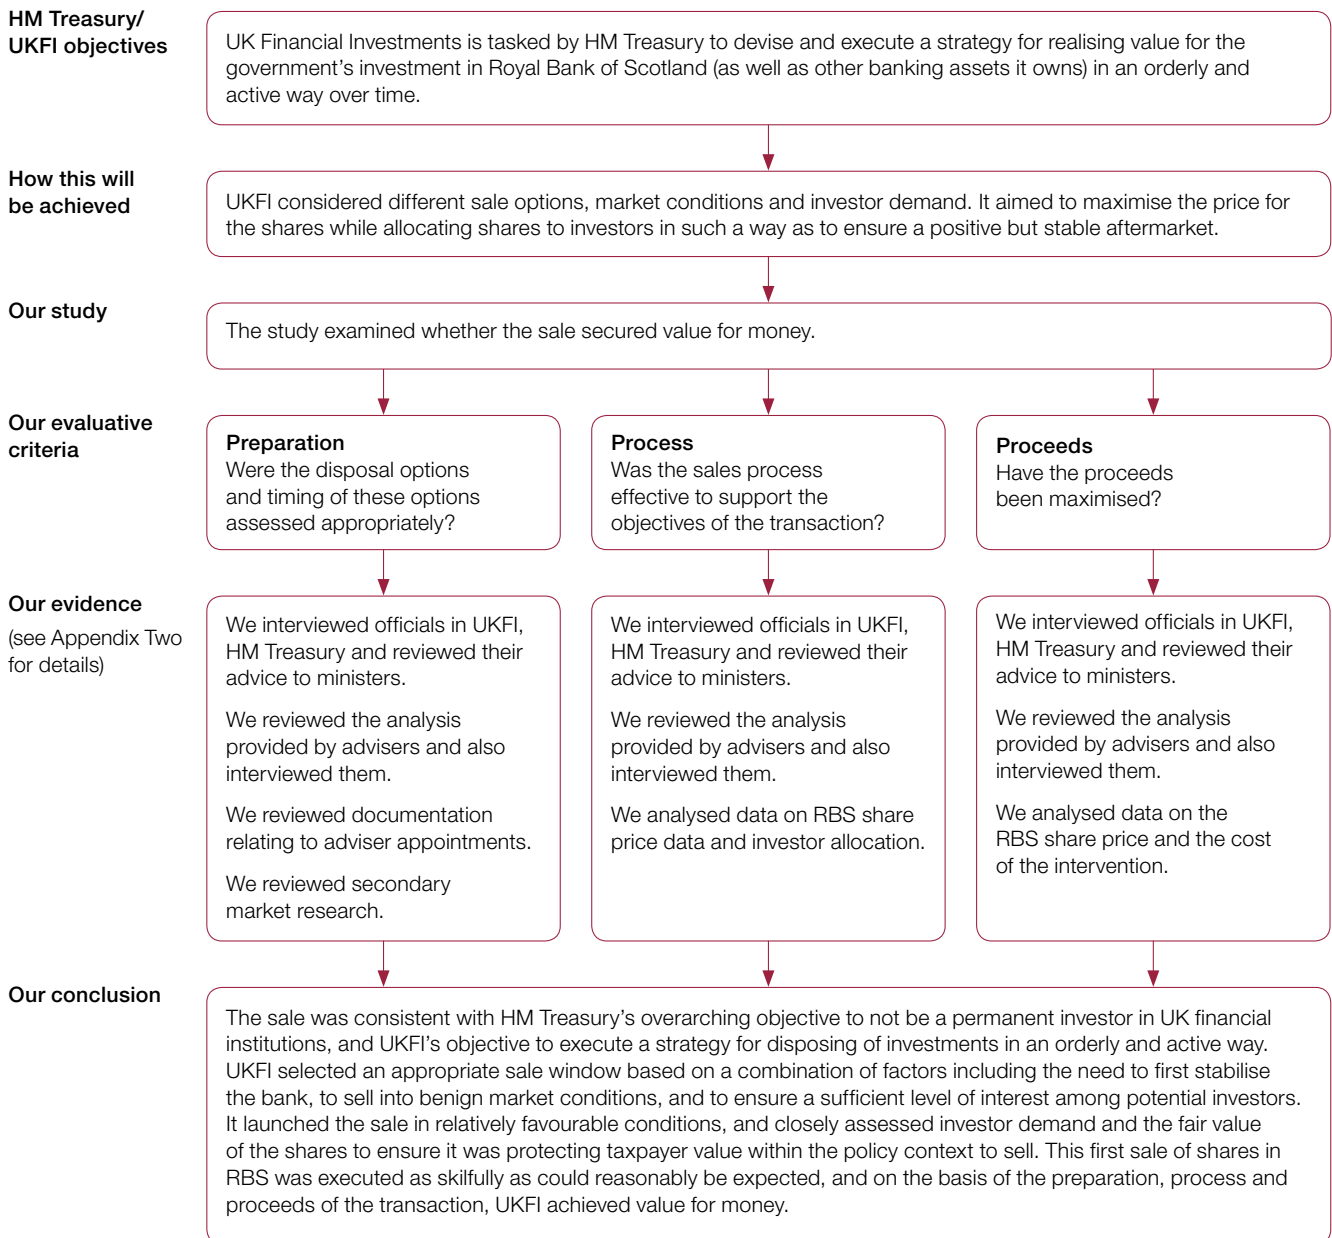 HM Treasury/
UKFI objectives
UK Financial Investments is tasked by HM Treasury to devise and execute a strategy for realising value for the
government's investment in Royal Bank of Scotland (as well as other banking assets it owns) in an orderly and
active way over time.
How this will
be achieved
UKFI considered different sale options, market conditions and investor demand. It aimed to maximise the price for
the shares while allocating shares to investors in such a way as to ensure a positive but stable aftermarket.
Our study
The study examined whether the sale secured value for money.
Our evaluative
criteria
Preparation
Were the disposal options
and timing of these options
assessed appropriately?
Process
Was the sales process
effective to support the
objectives of the transaction?
Proceeds
Have the proceeds
been maximised?
Our evidence
(see Appendix Two
for details)
We interviewed officials in UKFI,
HM Treasury and reviewed their
advice to ministers.
We reviewed the analysis
provided by advisers and also
interviewed them.
We reviewed documentation
relating to adviser appointments.
We reviewed secondary
market research.
We interviewed officials in UKFI,
HM Treasury and reviewed their
advice to ministers.
We reviewed the analysis
provided by advisers and also
interviewed them.
We analysed data on RBS share
price data and investor allocation.
We interviewed officials in UKFI,
HM Treasury and reviewed their
advice to ministers.
We reviewed the analysis
provided by advisers and also
interviewed them.
We analysed data on the
RBS share price and the cost
of the intervention.
Our conclusion
The sale was consistent with HM Treasury's overarching objective to not be a permanent investor in UK financial
institutions, and UKFI's objective to execute a strategy for disposing of investments in an orderly and active way.
UKFI selected an appropriate sale window based on a combination of factors including the need to first stabilise
the bank, to sell into benign market conditions, and to ensure a sufficient level of interest among potential investors.
It launched the sale in relatively favourable conditions, and closely assessed investor demand and the fair value
of the shares to ensure it was protecting taxpayer value within the policy context to sell. This first sale of shares in
RBS was executed as skilfully as could reasonably be expected, and on the basis of the preparation, process and
proceeds of the transaction, UKFI achieved value for money.